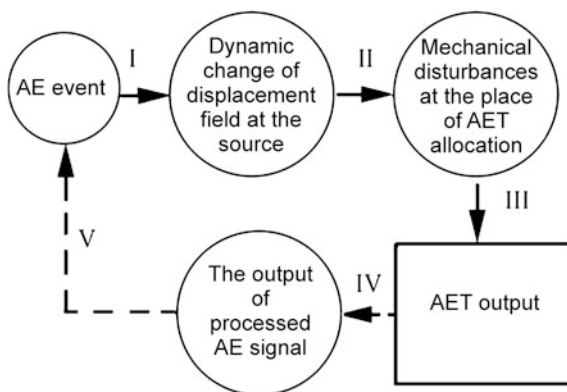 AE event
I
Dynamic
change of
displacement
field at the
source
II
Mechanical
disturbances
at the place
of AET
allocation
III
AET output
IV
The output
of
processed
AE signal
V